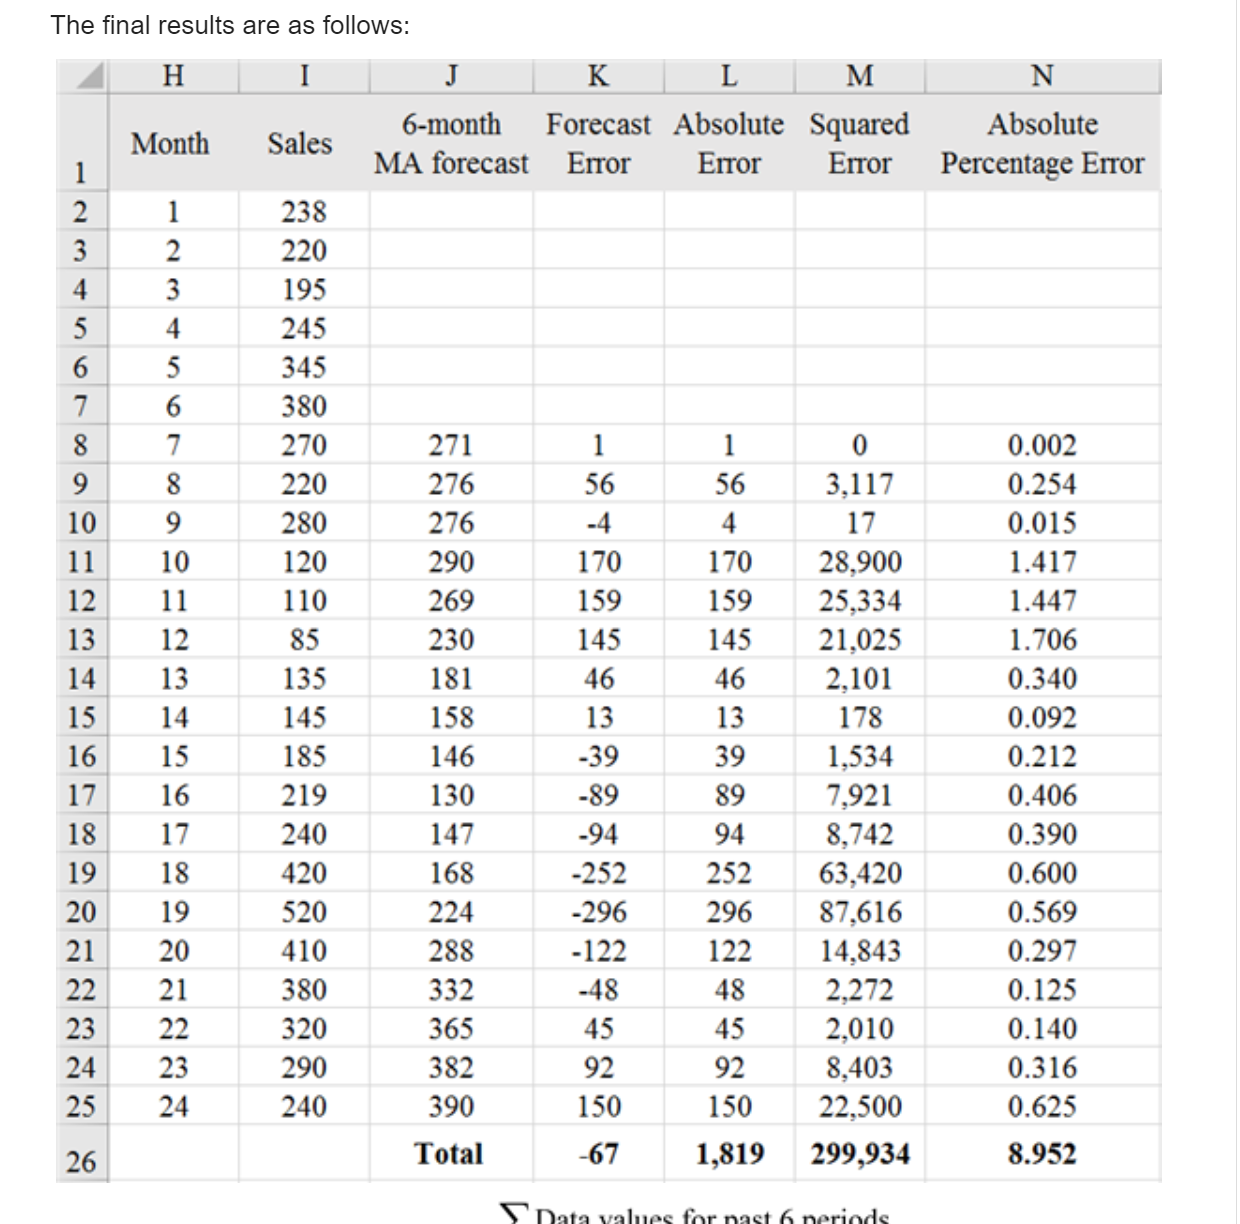 The final results are as follows:
H I J K L M N
1 Month Sales 6-month MA forecast Forecast Error Absolute Error Squared Error Absolute Percentage Error
2 1 238
3 2 220
4 3 195
5 4 245
6 5 345
7 6 380
8 7 270 271 1 1 0 0.002
9 8 220 276 56 56 3,117 0.254
10 9 280 276 -4 4 17 0.015
11 10 120 290 170 170 28,900 1.417
12 11 110 269 159 159 25,334 1.447
13 12 85 230 145 145 21,025 1.706
14 13 135 181 46 46 2,101 0.340
15 14 145 158 13 13 178 0.092
16 15 185 146 -39 39 1,534 0.212
17 16 219 130 -89 89 7,921 0.406
18 17 240 147 -94 94 8,742 0.390
19 18 420 168 -252 252 63,420 0.600
20 19 520 224 -296 296 87,616 0.569
21 20 410 288 -122 122 14,843 0.297
22 21 380 332 -48 48 2,272 0.125
23 22 320 365 45 45 2,010 0.140
24 23 290 382 92 92 8,403 0.316
25 24 240 390 150 150 22,500 0.625
26 Total -67 1,819 299,934 8.952
∑ Data values for past 6 periods